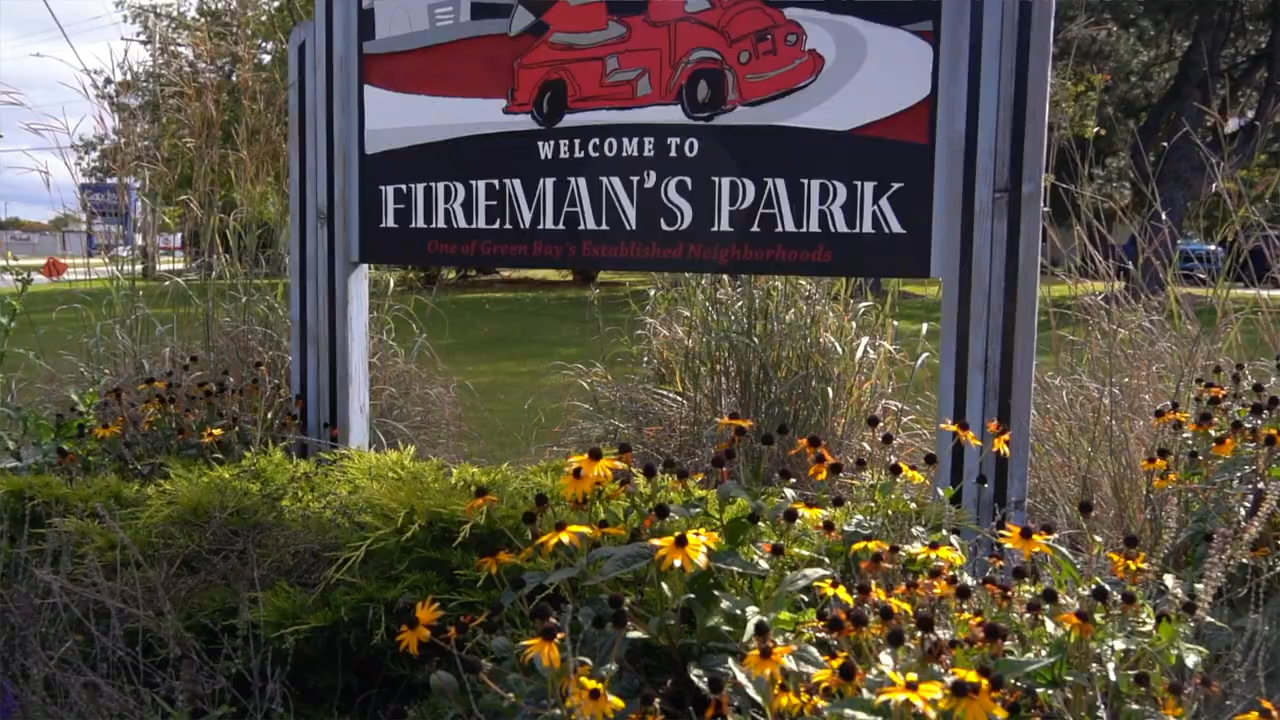 WELCOME TO
FIREMAN'S PARK
One of Green Bay's Established Neighborhoods